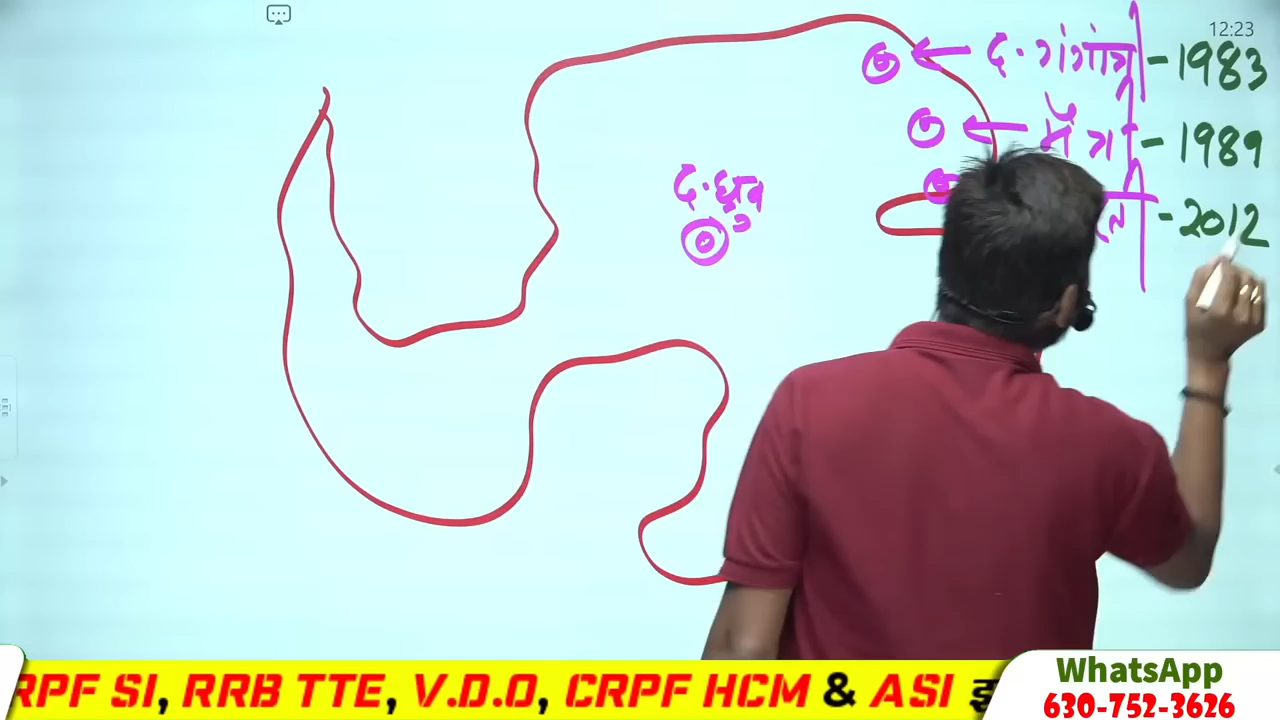 12:23
द. गंगोत्री - 1983
मैत्री - 1989
- 2012
द. ध्रुव
RPF SI, RRB TTE, V.D.O, CRPF HCM & ASI
WhatsApp
630-752-3626